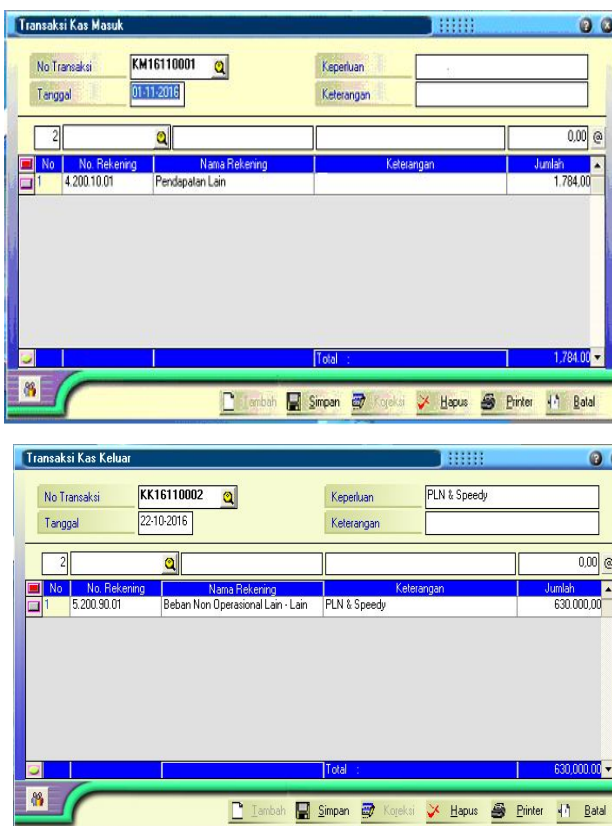 Transaksi Kas Masuk
No Transaksi KM16110001 Keperluan
Tanggal 01-11-2016 Keterangan
2 0,00 @
No No. Rekening Nama Rekening Keterangan Jumlah
1 4.200.10.01 Pendapatan Lain 1.784,00
Total : 1,784.00
Tambah Simpan Koreksi Hapus Printer Batal
Transaksi Kas Keluar
No Transaksi KK16110002 Keperluan PLN & Speedy
Tanggal 22-10-2016 Keterangan
2 0,00 @
No No. Rekening Nama Rekening Keterangan Jumlah
1 5.200.90.01 Beban Non Operasional Lain - Lain PLN & Speedy 630.000,00
Total : 630,000.00
Tambah Simpan Koreksi Hapus Printer Batal